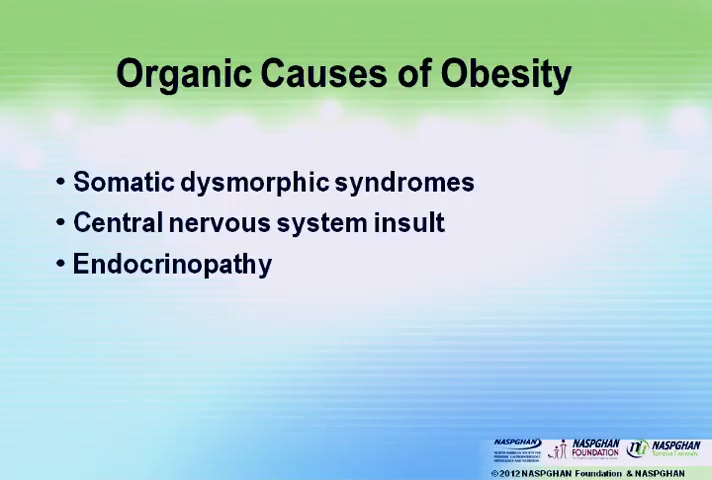 Organic Causes of Obesity
• Somatic dysmorphic syndromes
• Central nervous system insult
• Endocrinopathy
NASPGHAN
NASPGHAN
FOUNDATION
NASPGHAN
©2012 NASPGHAN Foundation & NASPGHAN